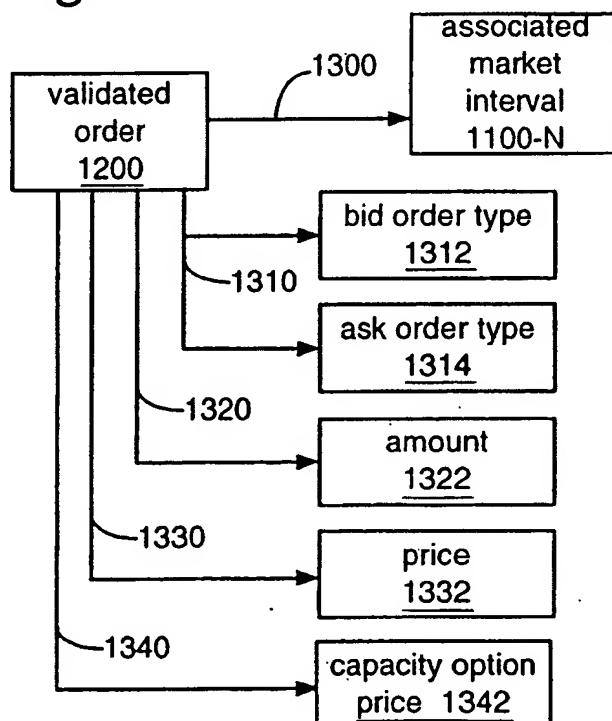 associated
market
interval
1100-N
1300
validated
order
1200
bid order type
1312
1310
ask order type
1314
1320
amount
1322
1330
price
1332
1340
capacity option
price 1342